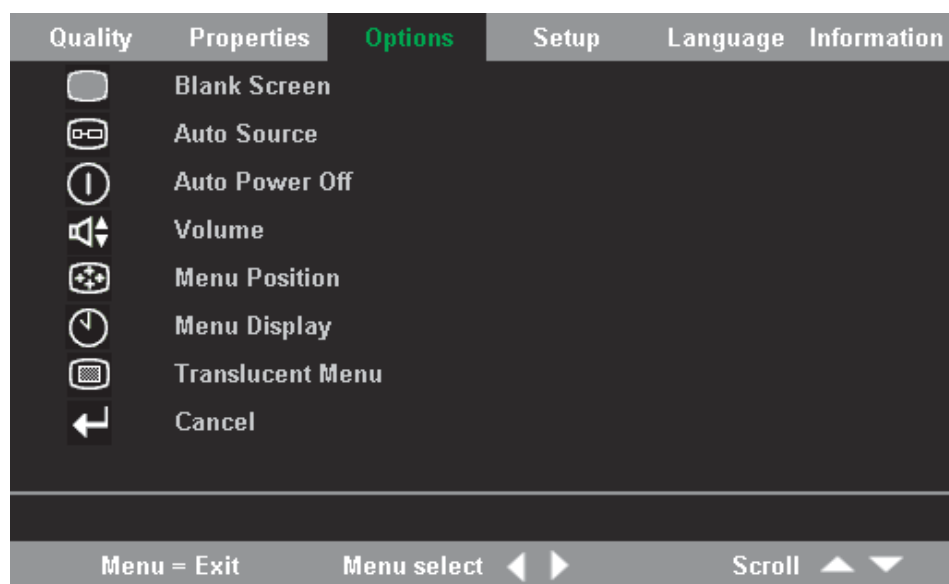 Quality Properties Options Setup Language Information
Blank Screen
Auto Source
Auto Power Off
Volume
Menu Position
Menu Display
Translucent Menu
Cancel
Menu = Exit Menu select Scroll